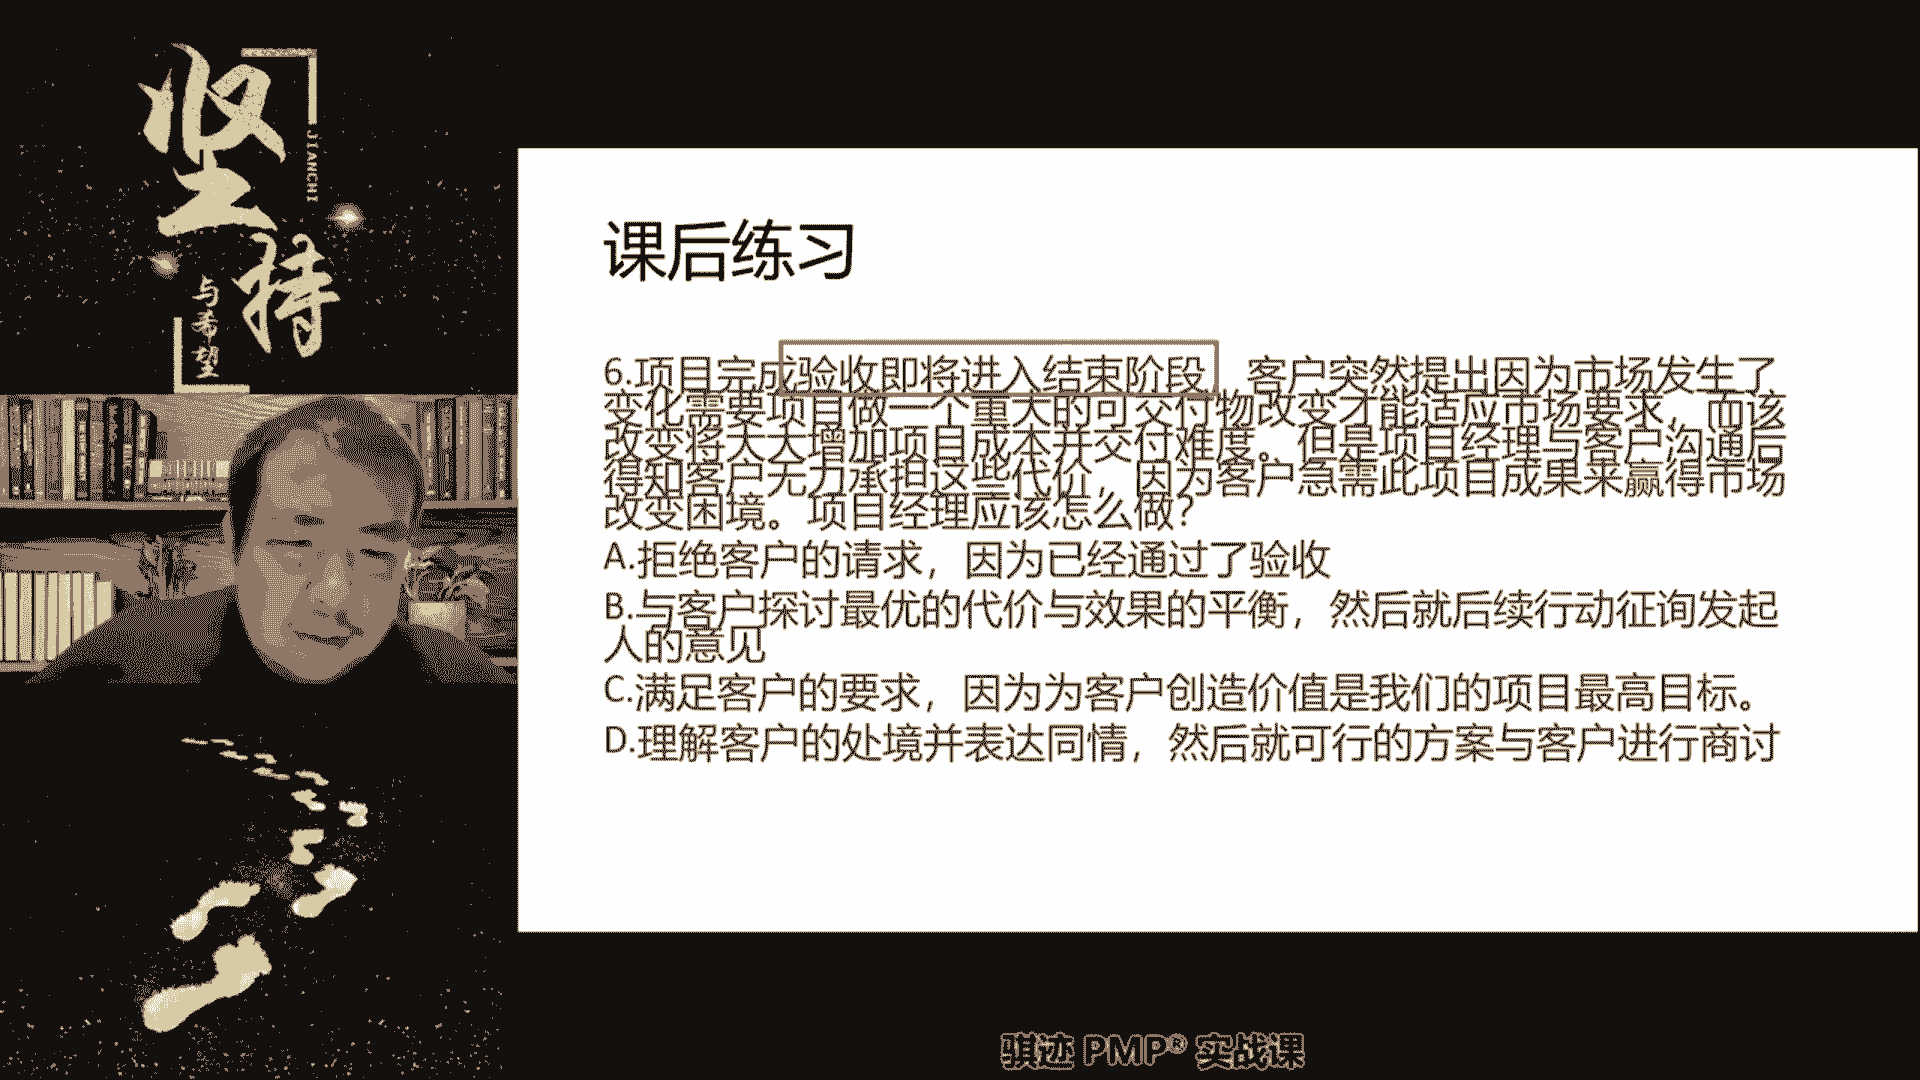 坚持
JIANCHI
与希望
课后练习
6.项目完成验收即将进入结束阶段，客户突然提出因为市场发生了
变化需要项目做一个重大的可交付物改变才能适应市场要求，而该
改变将大大增加项目成本并交付难度。但是项目经理与客户沟通后
得知客户无力承担这些代价，因为客户急需此项目成果来赢得市场
改变困境。项目经理应该怎么做？
A.拒绝客户的请求，因为已经通过了验收
B.与客户探讨最优的代价与效果的平衡，然后就后续行动征询发起
人的意见
C.满足客户的要求，因为为客户创造价值是我们的项目最高目标。
D.理解客户的处境并表达同情，然后就可行的方案与客户进行商讨
骐迹 PMP® 实战课